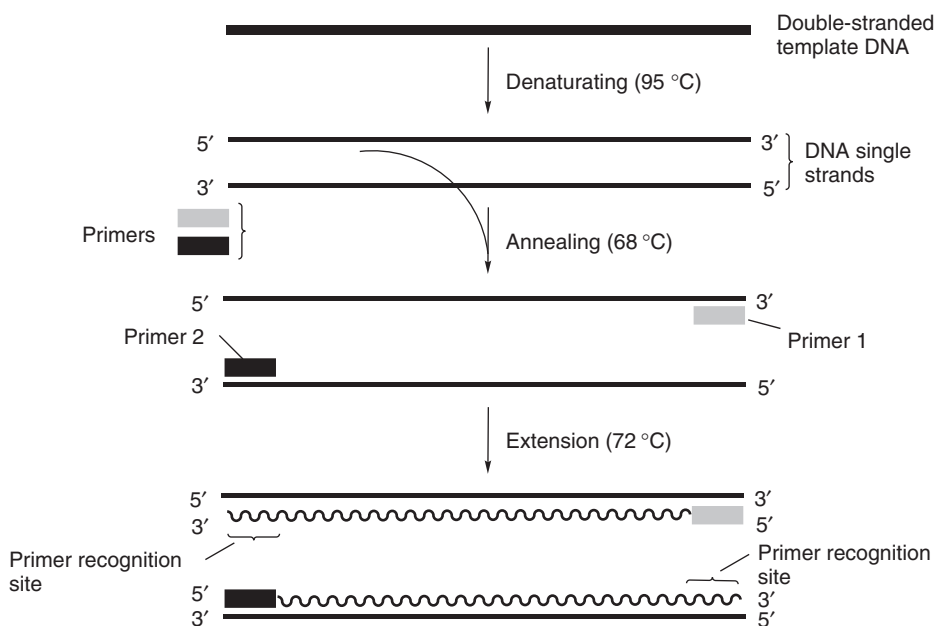 Double-stranded
template DNA
Denaturating (95 °C)
5′ 3′
DNA single
strands
3′ 5′
Primers
Annealing (68 °C)
5′ 3′
Primer 2
Primer 1
3′ 5′
Extension (72 °C)
5′ 3′
3′ 5′
Primer recognition
site
Primer recognition
site
5′ 3′
3′ 5′